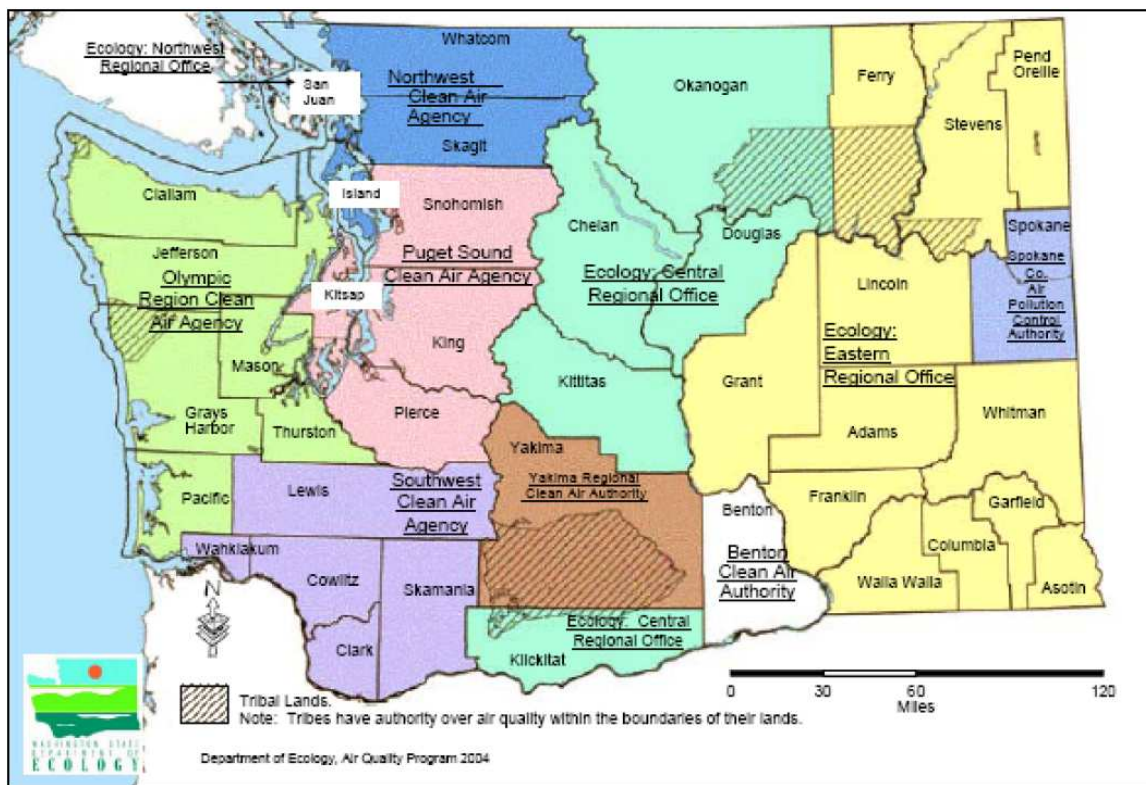 Ecology: Northwest
Regional Office
San
Juan
Whatcom
Northwest
Clean Air
Agency
Skagit
Okanogan
Ferry
Pend
Oreille
Stevens
Clallam
Island
Snohomish
Jefferson
Olympic
Region Clean
Air Agency
Puget Sound
Clean Air Agency
Kitsap
King
Mason
Chelan
Douglas
Ecology: Central
Regional Office
Spokane
Spokane
Co.
Air
Pollution
Control
Authority
Lincoln
Ecology:
Eastern
Regional Office
Kittitas
Grant
Whitman
Grays
Harbor
Thurston
Pierce
Adams
Yakima
Yakima Regional
Clean Air Authority
Pacific
Lewis
Southwest
Clean Air
Agency
Benton
Benton
Clean Air
Authority
Franklin
Garfield
Columbia
Walla Walla
Asotin
Wahkiakum
Cowlitz
Skamania
Clark
Ecology: Central
Regional Office
Klickitat
N
0 30 60 120
Miles
Tribal Lands.
Note: Tribes have authority over air quality within the boundaries of their lands.
WASHINGTON STATE
DEPARTMENT OF
ECOLOGY
Department of Ecology, Air Quality Program 2004